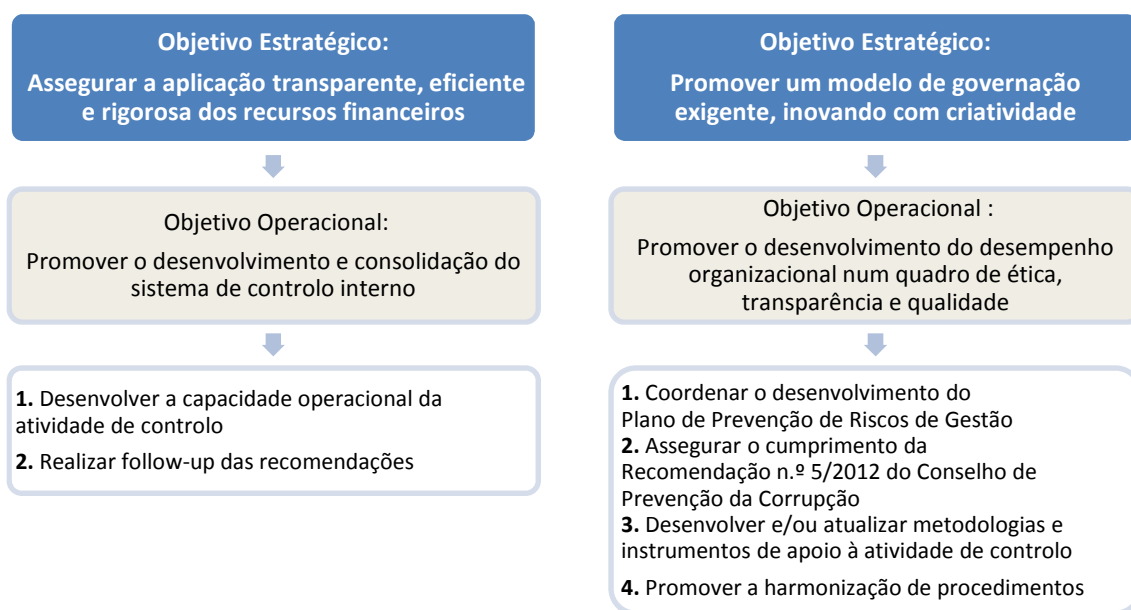 Objetivo Estratégico:
Assegurar a aplicação transparente, eficiente
e rigorosa dos recursos financeiros
Objetivo Operacional:
Promover o desenvolvimento e consolidação do
sistema de controlo interno
1. Desenvolver a capacidade operacional da
atividade de controlo
2. Realizar follow-up das recomendações
Objetivo Estratégico:
Promover um modelo de governação
exigente, inovando com criatividade
Objetivo Operacional :
Promover o desenvolvimento do desempenho
organizacional num quadro de ética,
transparência e qualidade
1. Coordenar o desenvolvimento do
Plano de Prevenção de Riscos de Gestão
2. Assegurar o cumprimento da
Recomendação n.º 5/2012 do Conselho de
Prevenção da Corrupção
3. Desenvolver e/ou atualizar metodologias e
instrumentos de apoio à atividade de controlo
4. Promover a harmonização de procedimentos